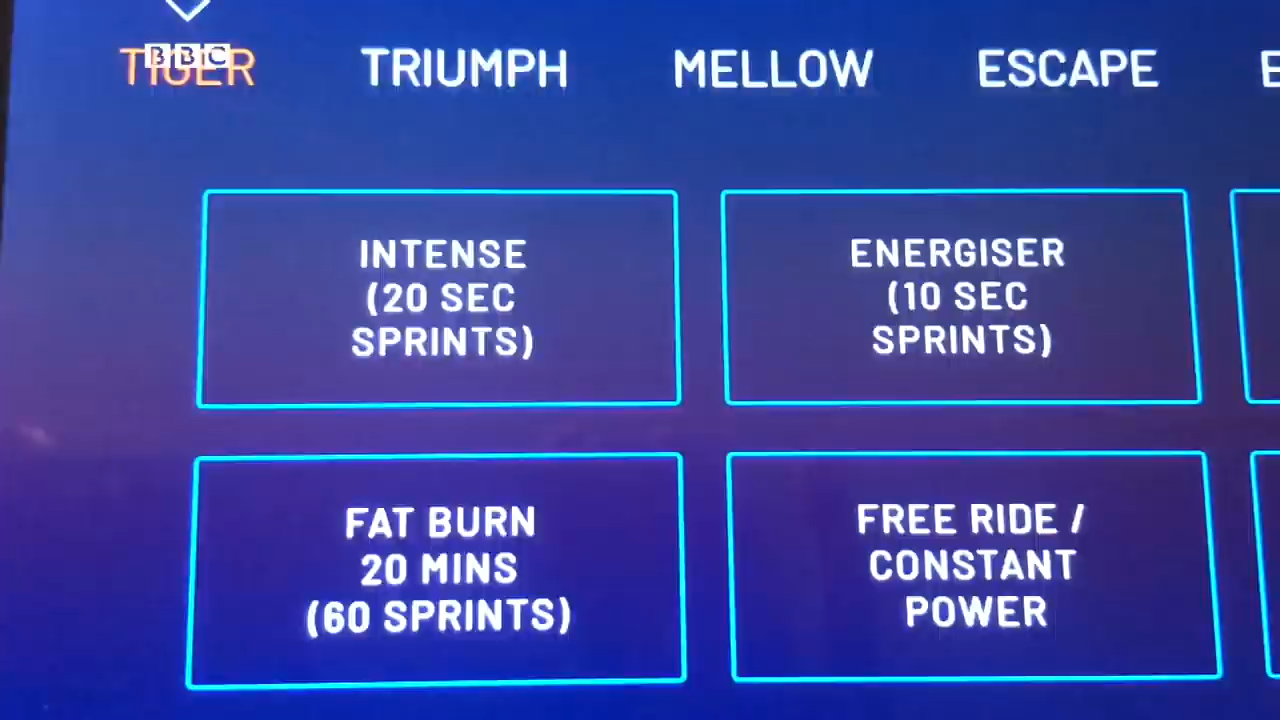 BBC
TIGER TRIUMPH MELLOW ESCAPE
INTENSE
(20 SEC
SPRINTS)
ENERGISER
(10 SEC
SPRINTS)
FAT BURN
20 MINS
(60 SPRINTS)
FREE RIDE /
CONSTANT
POWER